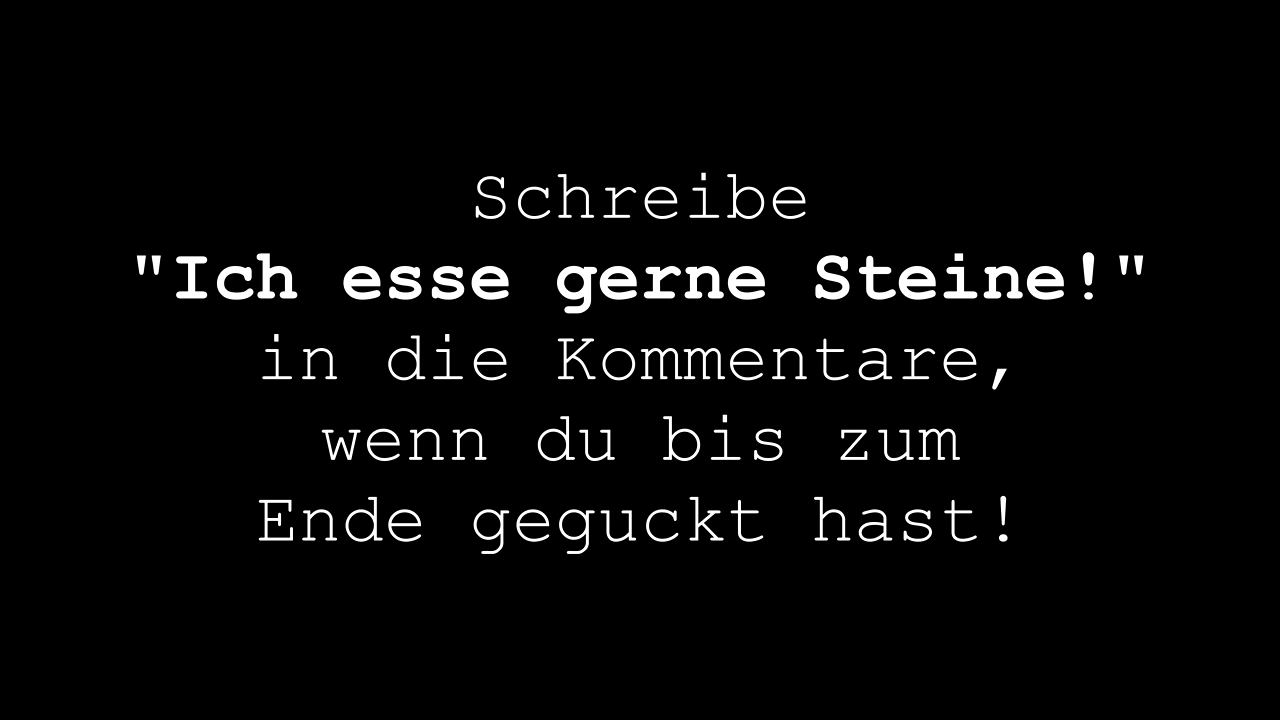 Schreibe
"Ich esse gerne Steine!"
in die Kommentare,
wenn du bis zum
Ende geguckt hast!